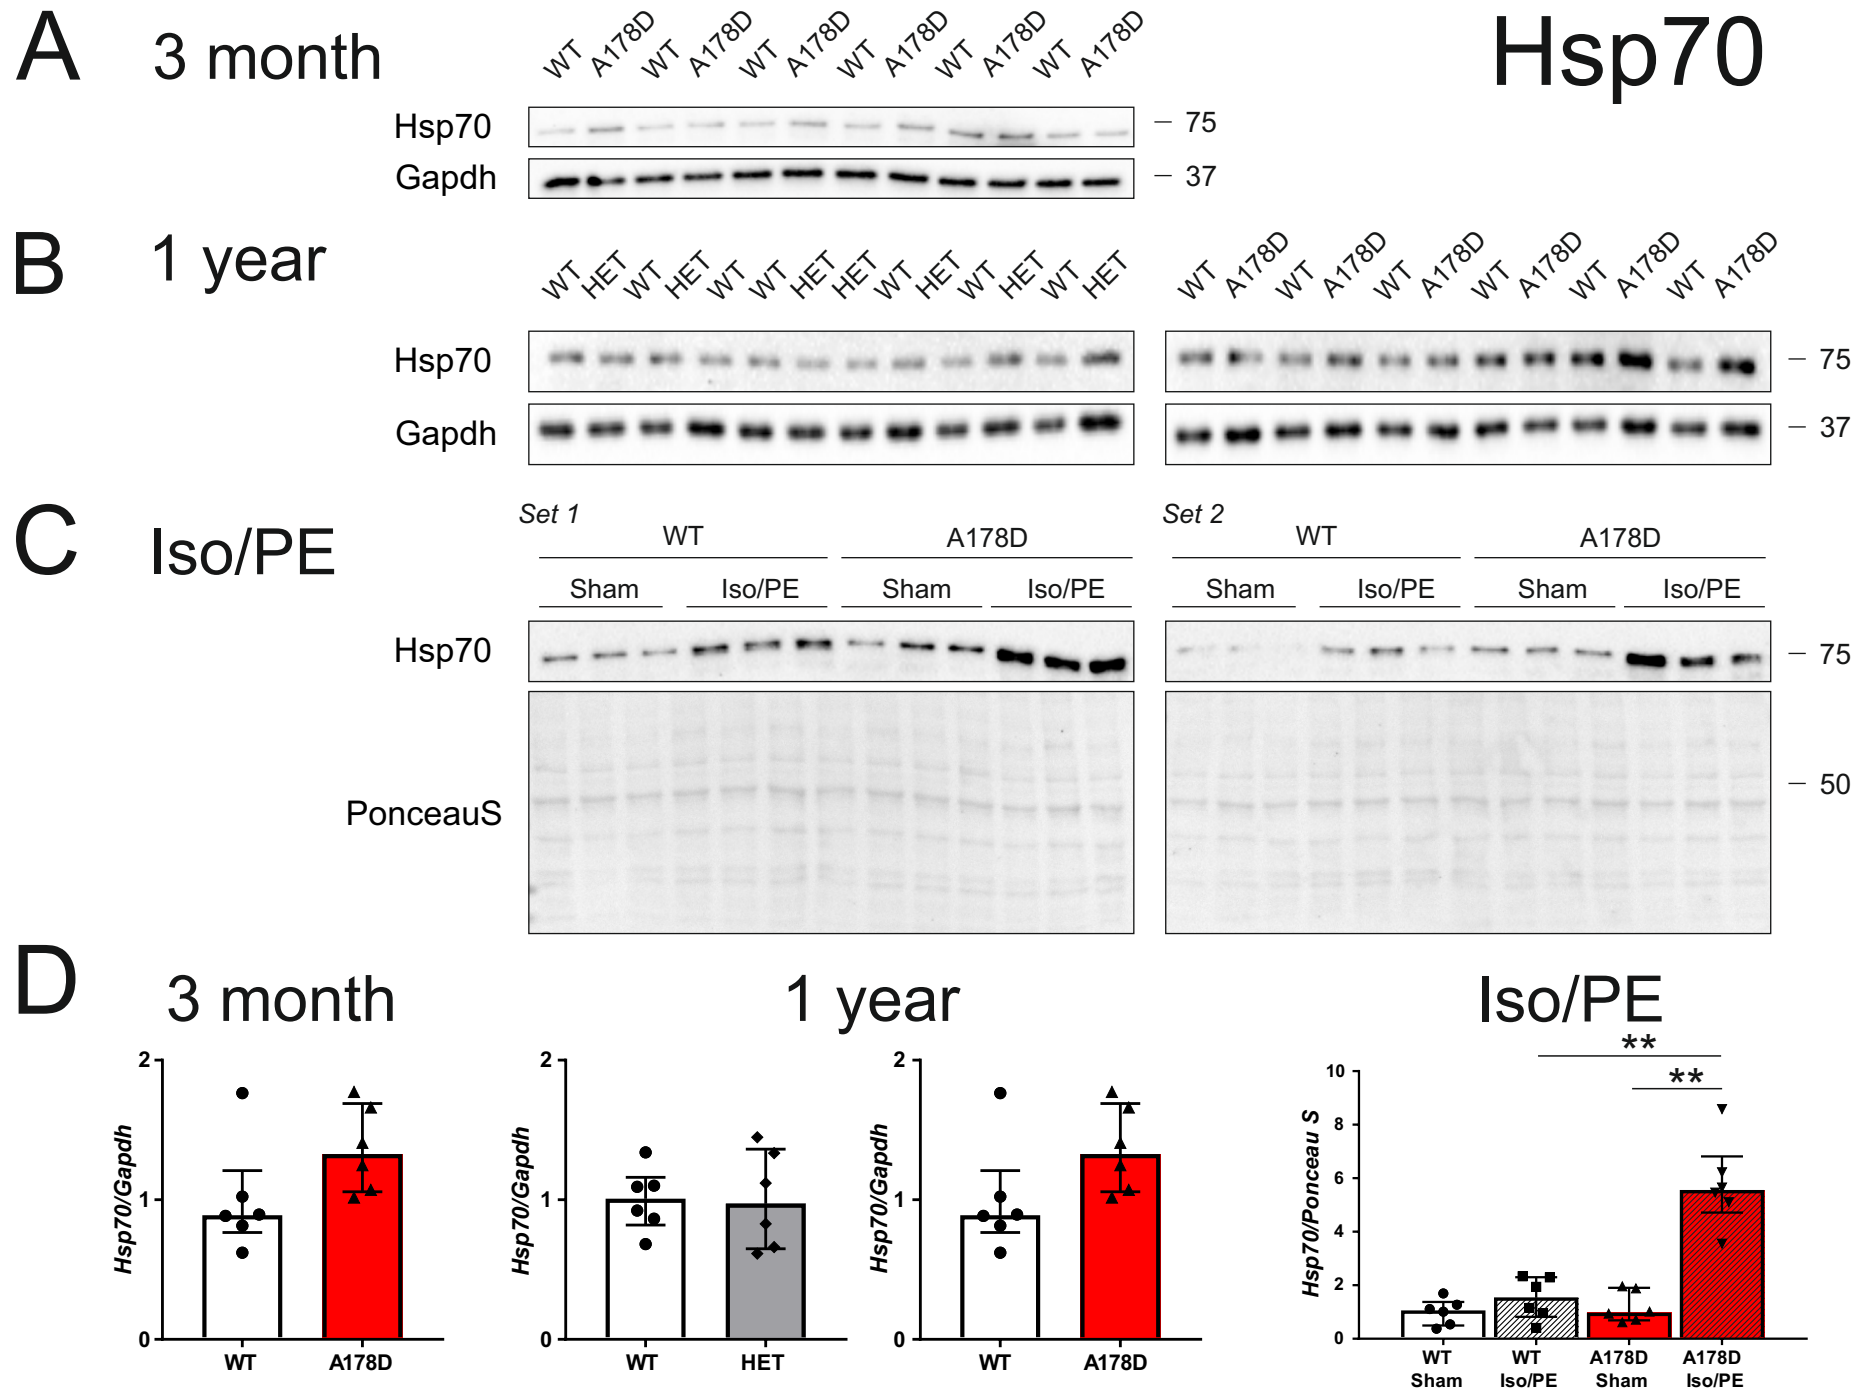 A 3 month Hsp70
WT A178D WT A178D WT A178D WT A178D WT A178D WT A178D
Hsp70 75
Gapdh 37
B 1 year
WT HET WT HET WT WT HET HET WT HET WT HET WT HET
WT A178D WT A178D WT A178D WT A178D WT A178D WT A178D
Hsp70 75
Gapdh 37
C Iso/PE
Set 1 Set 2
WT A178D WT A178D
Sham Iso/PE Sham Iso/PE Sham Iso/PE Sham Iso/PE
Hsp70 75
PonceauS 50
D 3 month 1 year Iso/PE
Hsp70/Gapdh
2
1
0
WT A178D
Hsp70/Gapdh
2
1
0
WT HET
Hsp70/Gapdh
2
1
0
WT A178D
**
**
Hsp70/Ponceau S
10
8
6
4
2
0
WT WT A178D A178D
Sham Iso/PE Sham Iso/PE